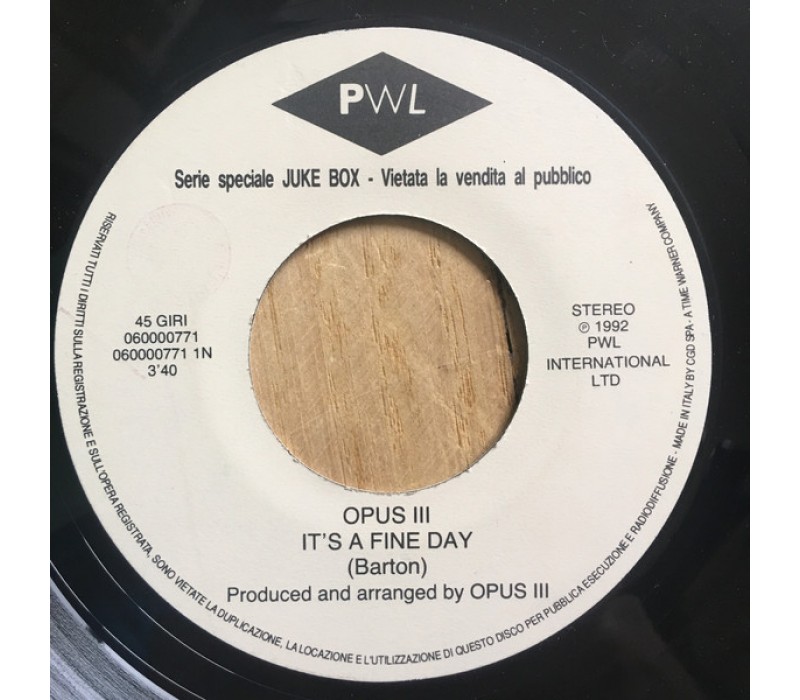 PWL
Serie speciale JUKE BOX - Vietata la vendita al pubblico
45 GIRI
060000771
060000771 1N
3'40
STEREO
℗ 1992
PWL
INTERNATIONAL
LTD
OPUS III
IT'S A FINE DAY
(Barton)
Produced and arranged by OPUS III
RISERVATI TUTTI I DIRITTI SULLA REGISTRAZIONE E SULL'OPERA REGISTRATA, SONO VIETATE LA DUPLICAZIONE, LA LOCAZIONE E L'UTILIZZAZIONE DI QUESTO DISCO PER PUBBLICA ESECUZIONE E RADIODIFFUSIONE - MADE IN ITALY BY CGD SPA - A TIME WARNER COMPANY